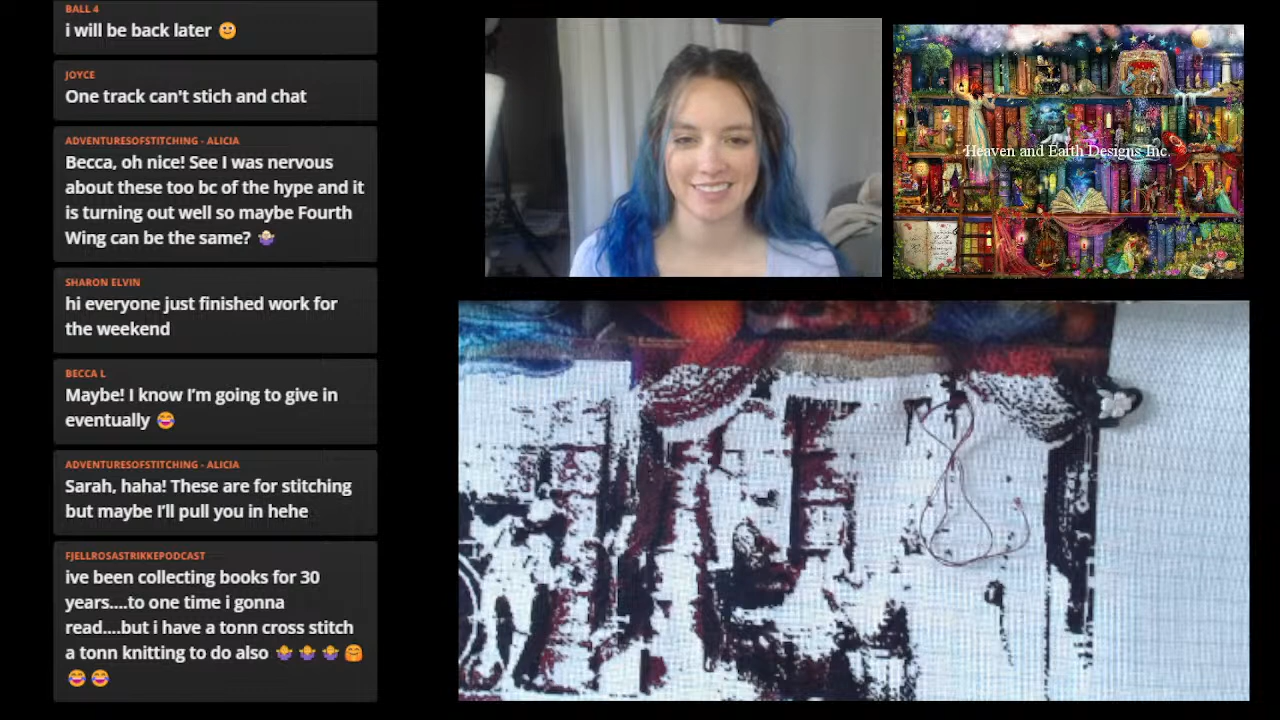 BALL 4
i will be back later 🙂
JOYCE
One track can't stich and chat
ADVENTURESOFSTITCHING - ALICIA
Becca, oh nice! See I was nervous
about these too bc of the hype and it
is turning out well so maybe Fourth
Wing can be the same? 🤷🏻‍♀️
SHARON ELVIN
hi everyone just finished work for
the weekend
BECCA L
Maybe! I know I’m going to give in
eventually 😂
ADVENTURESOFSTITCHING - ALICIA
Sarah, haha! These are for stitching
but maybe I’ll pull you in hehe
FJELLROSASTRIKKEPODCAST
ive been collecting books for 30
years....to one time i gonna
read....but i have a tonn cross stitch
a tonn knitting to do also 🤷‍♀️ 🤷‍♀️ 🤷‍♀️ 🤗
😂 😂
Heaven and Earth Designs Inc.